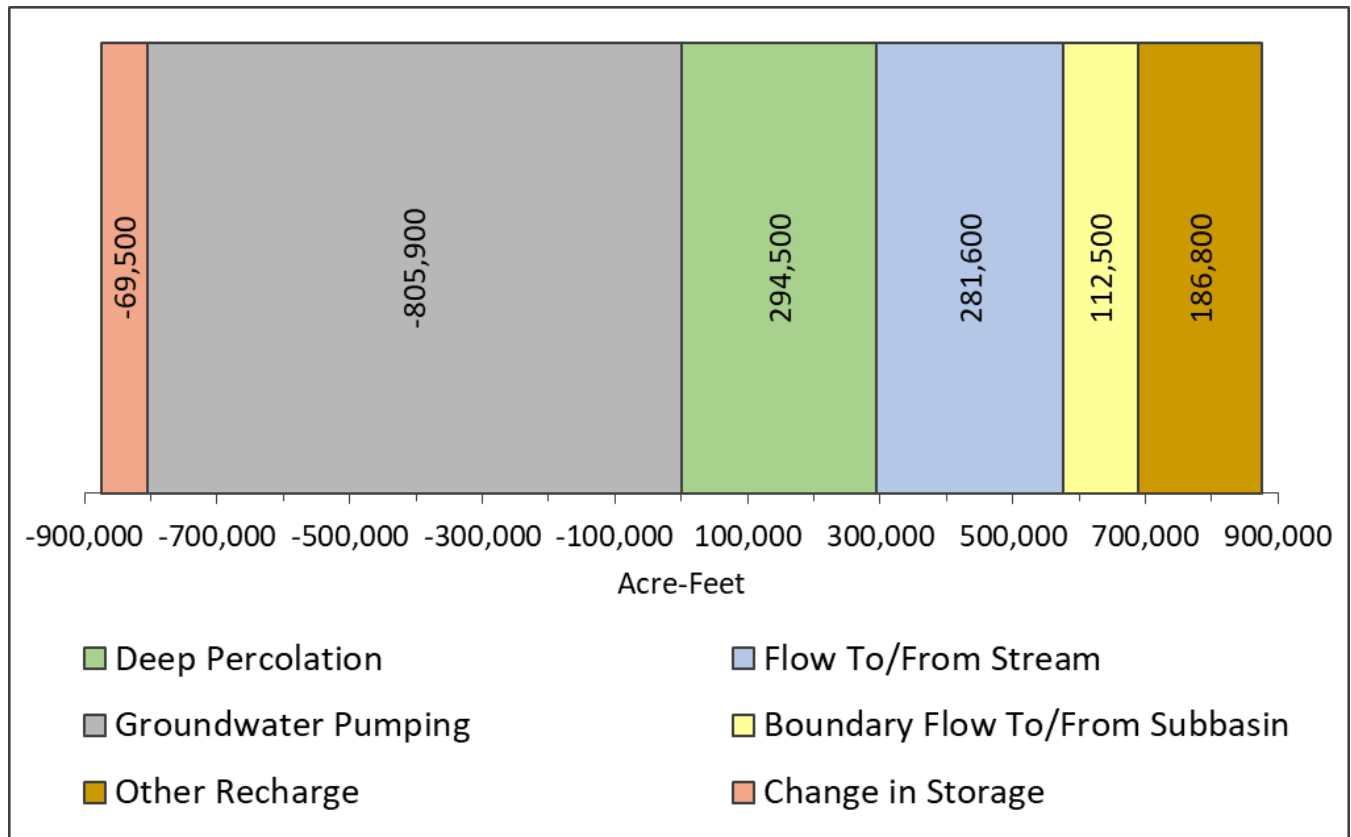 -69,500
-805,900
294,500
281,600
112,500
186,800
-900,000 -700,000 -500,000 -300,000 -100,000 100,000 300,000 500,000 700,000 900,000
Acre-Feet
Deep Percolation
Flow To/From Stream
Groundwater Pumping
Boundary Flow To/From Subbasin
Other Recharge
Change in Storage